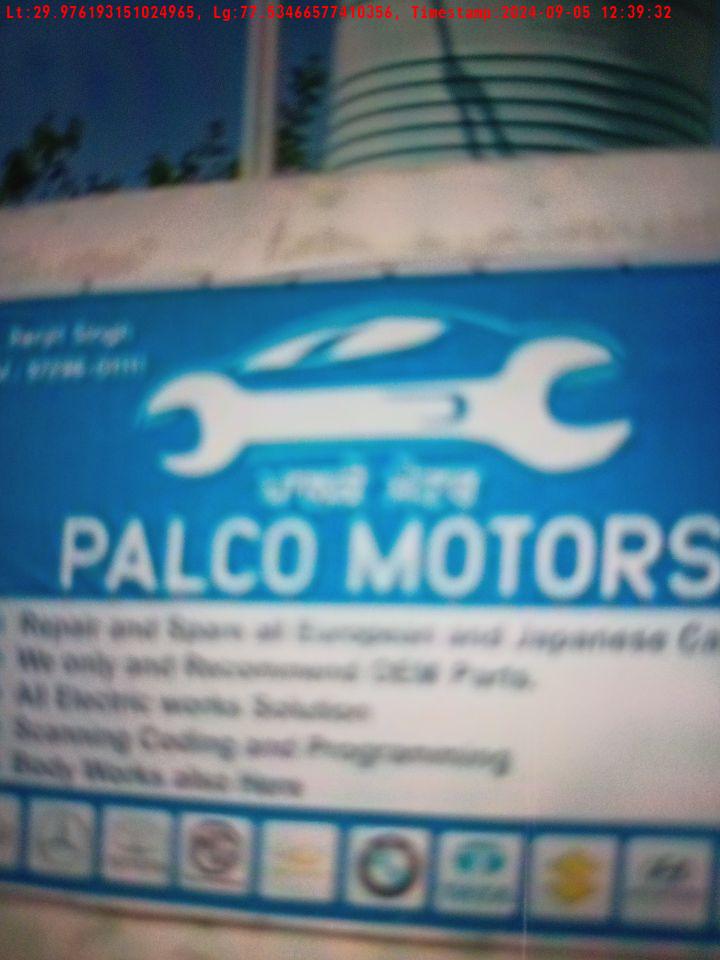 Lt:29.976193151024965, Lg:77.53466577410356, Timestamp:2024-09-05 12:39:32
Singh
PALCO MOTORS
Repair and Spare all European and Japanese
We only and Recommend OEM Parts.
All Electric works Solution
Scanning Coding and Programming
Body Works also Here